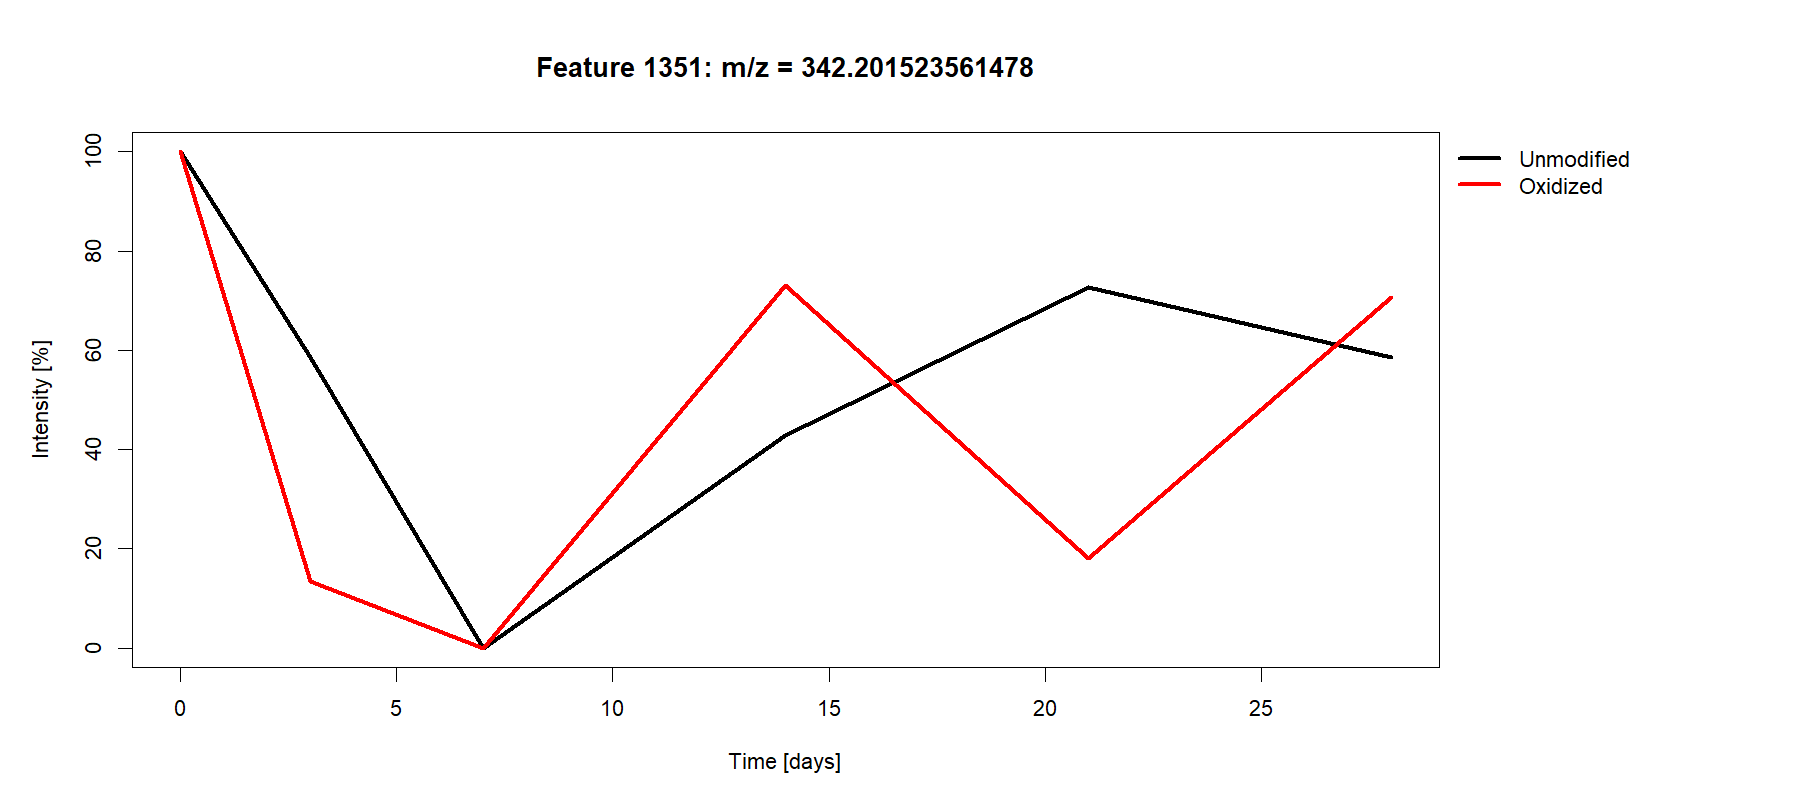 Feature 1351: m/z = 342.201523561478
Unmodified
Oxidized
Intensity [%]
100
80
60
40
20
0
0 5 10 15 20 25
Time [days]